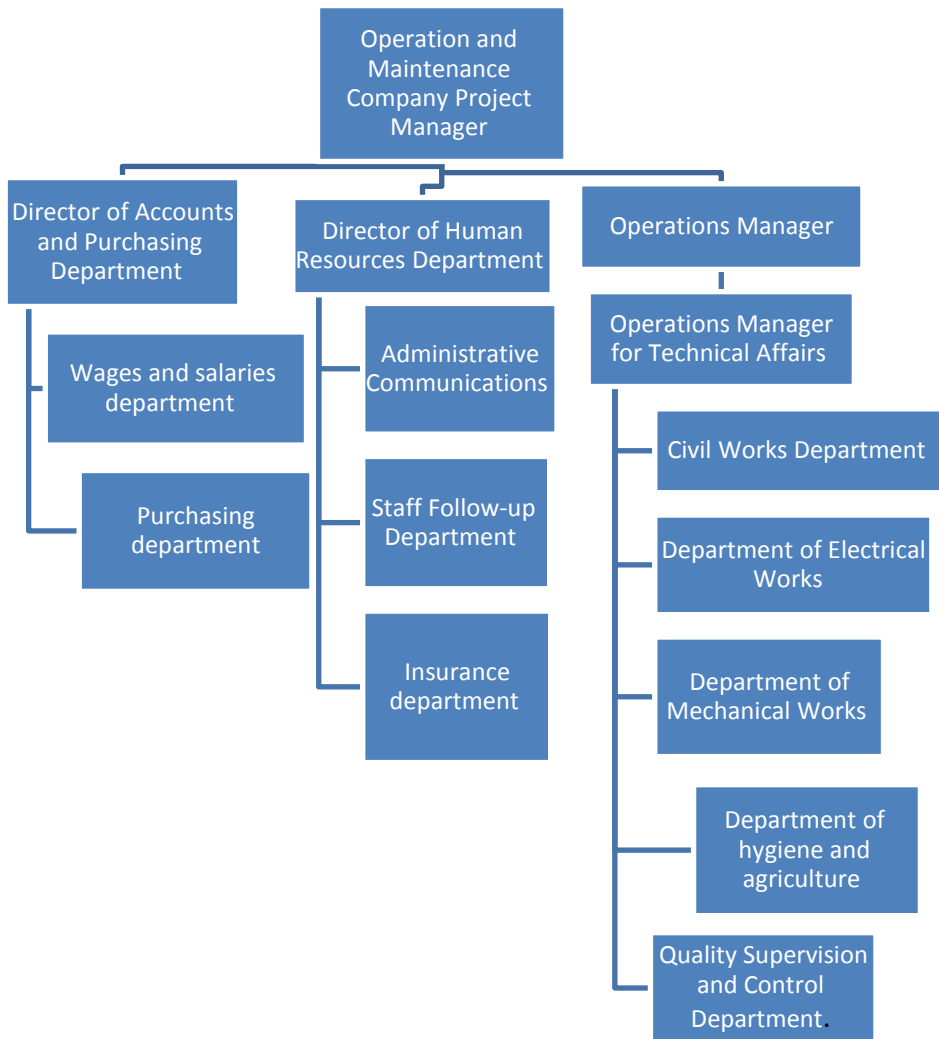 Operation and
Maintenance
Company Project
Manager
Director of Accounts
and Purchasing
Department
Director of Human
Resources Department
Operations Manager
Wages and salaries
department
Purchasing
department
Administrative
Communications
Staff Follow-up
Department
Insurance
department
Operations Manager
for Technical Affairs
Civil Works Department
Department of Electrical
Works
Department of
Mechanical Works
Department of
hygiene and
agriculture
Quality Supervision
and Control
Department.